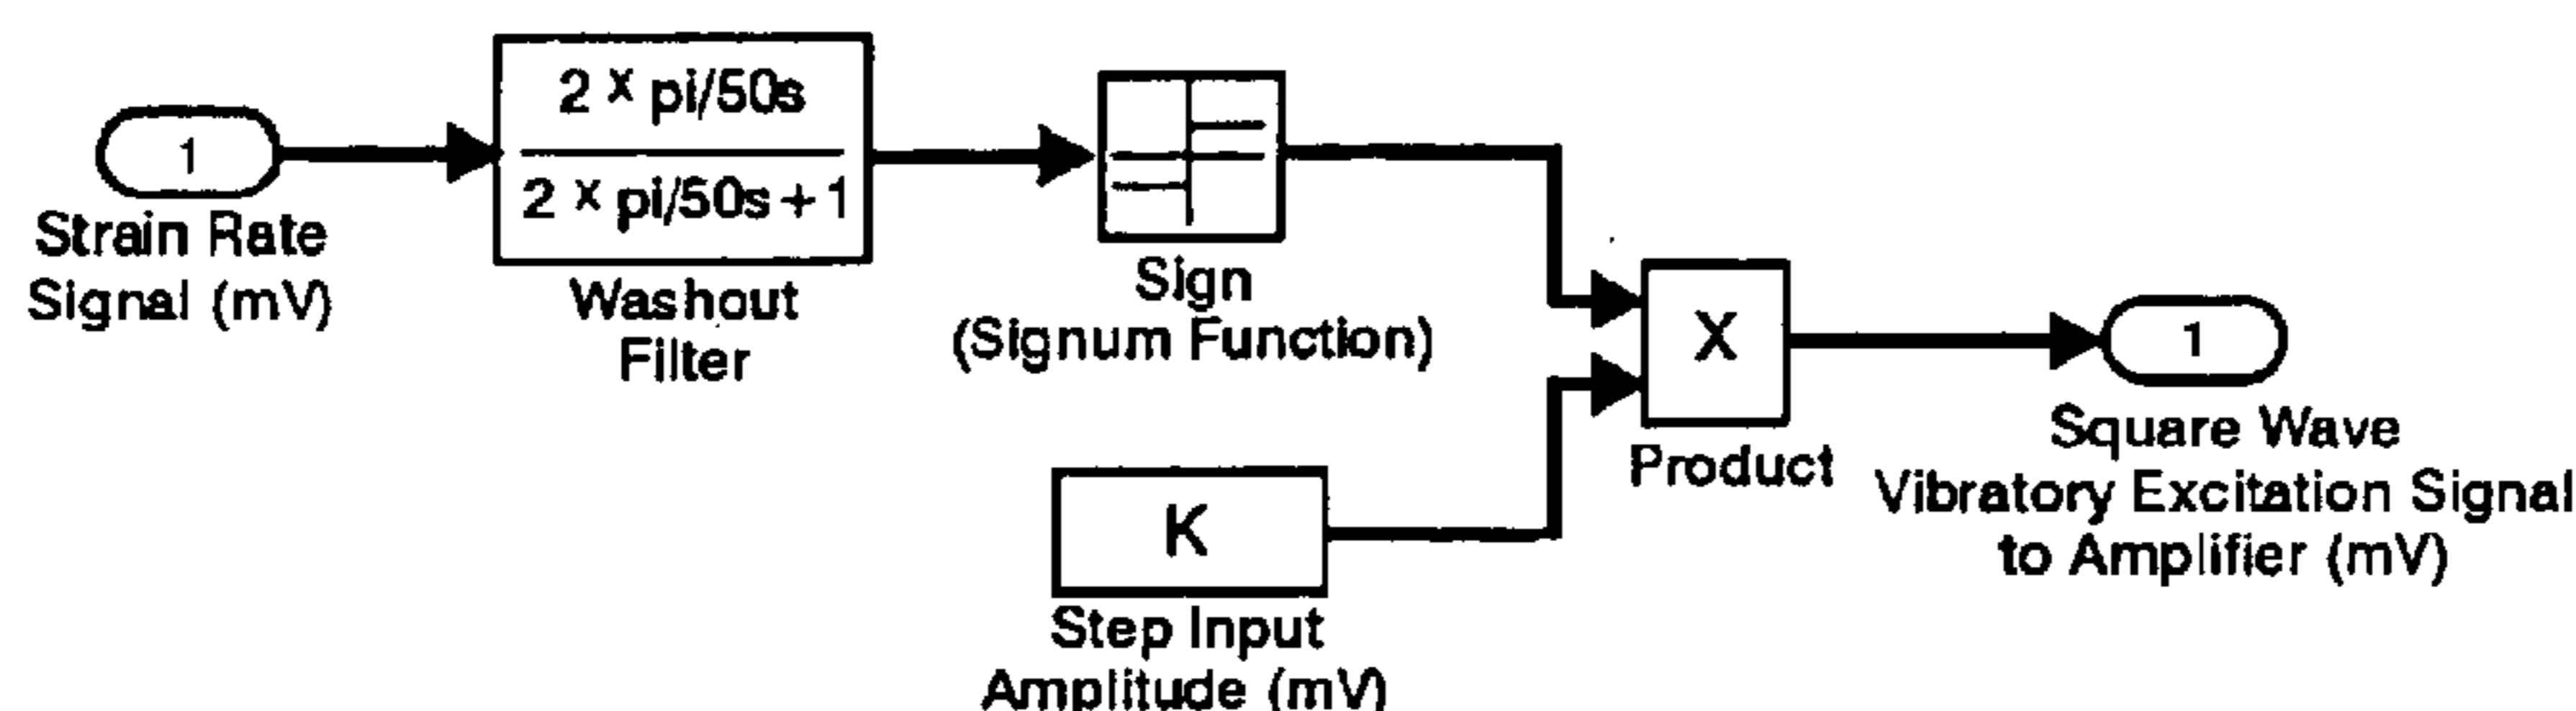 1
Strain Rate
Signal (mV)
2 x pi/50s
2 x pi/50s + 1
Washout
Filter
Sign
(Signum Function)
K
Step Input
Amplitude (mV)
X
Product
1
Square Wave
Vibratory Excitation Signal
to Amplifier (mV)